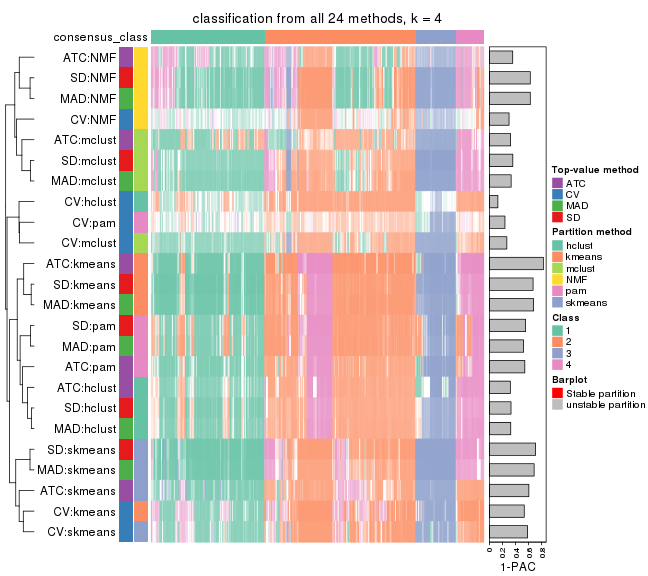 classification from all 24 methods, k = 4
consensus_class
ATC:NMF
SD:NMF
MAD:NMF
CV:NMF
ATC:mclust
SD:mclust
MAD:mclust
CV:hclust
CV:pam
CV:mclust
ATC:kmeans
SD:kmeans
MAD:kmeans
SD:pam
MAD:pam
ATC:pam
ATC:hclust
SD:hclust
MAD:hclust
SD:skmeans
MAD:skmeans
ATC:skmeans
CV:kmeans
CV:skmeans
0
0.2
0.4
0.6
0.8
1-PAC
Top-value method
ATC
CV
MAD
SD
Partition method
hclust
kmeans
mclust
NMF
pam
skmeans
Class
1
2
3
4
Barplot
Stable partition
unstable partition